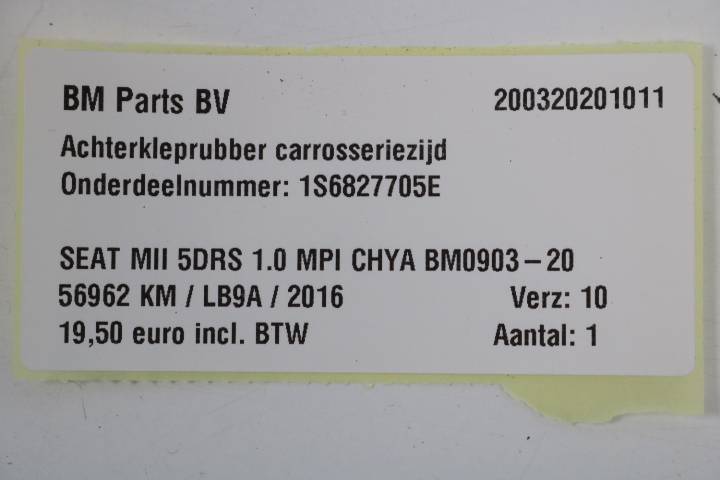 BM Parts BV 200320201011
Achterkleprubber carrosseriezijd
Onderdeelnummer: 1S6827705E
SEAT MII 5DRS 1.0 MPI CHYA BM0903-20
56962 KM / LB9A / 2016 Verz: 10
19,50 euro incl. BTW Aantal: 1